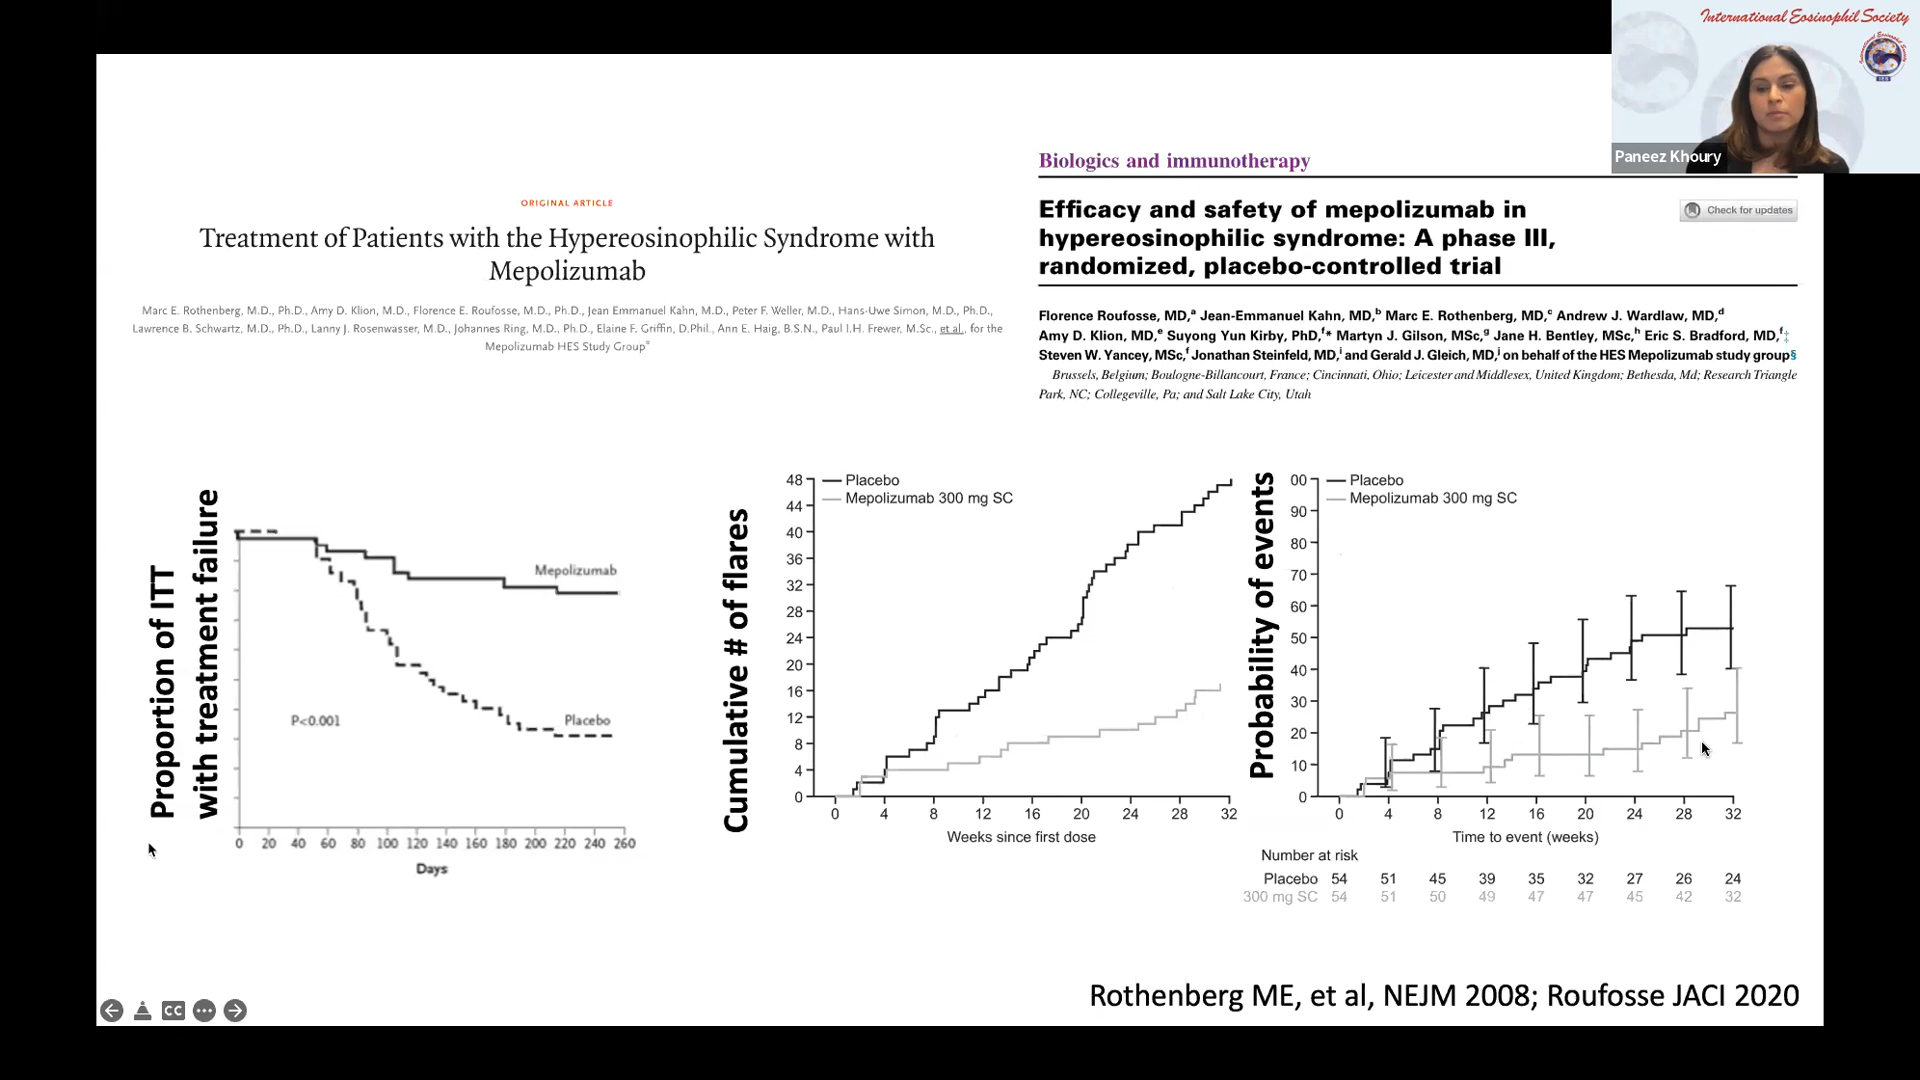 International Eosinophil Society
Paneez Khoury
ORIGINAL ARTICLE
Treatment of Patients with the Hypereosinophilic Syndrome with
Mepolizumab
Marc E. Rothenberg, M.D., Ph.D., Amy D. Klion, M.D., Florence E. Roufosse, M.D., Ph.D., Jean Emmanuel Kahn, M.D., Peter F. Weller, M.D., Hans-Uwe Simon, M.D., Ph.D.,
Lawrence B. Schwartz, M.D., Ph.D., Lanny J. Rosenwasser, M.D., Johannes Ring, M.D., Ph.D., Elaine F. Griffin, D.Phil., Ann E. Haig, B.S.N., Paul I.H. Frewer, M.Sc., et al., for the
Mepolizumab HES Study Group*
Biologics and immunotherapy
Efficacy and safety of mepolizumab in
hypereosinophilic syndrome: A phase III,
randomized, placebo-controlled trial
Check for updates
Florence Roufosse, MD,ᵃ Jean-Emmanuel Kahn, MD,ᵇ Marc E. Rothenberg, MD,ᶜ Andrew J. Wardlaw, MD,ᵈ
Amy D. Klion, MD,ᵉ Suyong Yun Kirby, PhD,ᶠ* Martyn J. Gilson, MSc,ᵍ Jane H. Bentley, MSc,ʰ Eric S. Bradford, MD,ᶠ‡
Steven W. Yancey, MSc,ᶠ Jonathan Steinfeld, MD,ⁱ and Gerald J. Gleich, MD,ʲ on behalf of the HES Mepolizumab study group§
Brussels, Belgium; Boulogne-Billancourt, France; Cincinnati, Ohio; Leicester and Middlesex, United Kingdom; Bethesda, Md; Research Triangle
Park, NC; Collegeville, Pa; and Salt Lake City, Utah
Proportion of ITT
with treatment failure
Mepolizumab
P<0.001
Placebo
0 20 40 60 80 100 120 140 160 180 200 220 240 260
Days
Cumulative # of flares
48
44
40
36
32
28
24
20
16
12
8
4
0
Placebo
Mepolizumab 300 mg SC
0 4 8 12 16 20 24 28 32
Weeks since first dose
Probability of events
00
90
80
70
60
50
40
30
20
10
0
Placebo
Mepolizumab 300 mg SC
0 4 8 12 16 20 24 28 32
Time to event (weeks)
Number at risk
Placebo 54 51 45 39 35 32 27 26 24
300 mg SC 54 51 50 49 47 47 45 42 32
Rothenberg ME, et al, NEJM 2008; Roufosse JACI 2020
CC